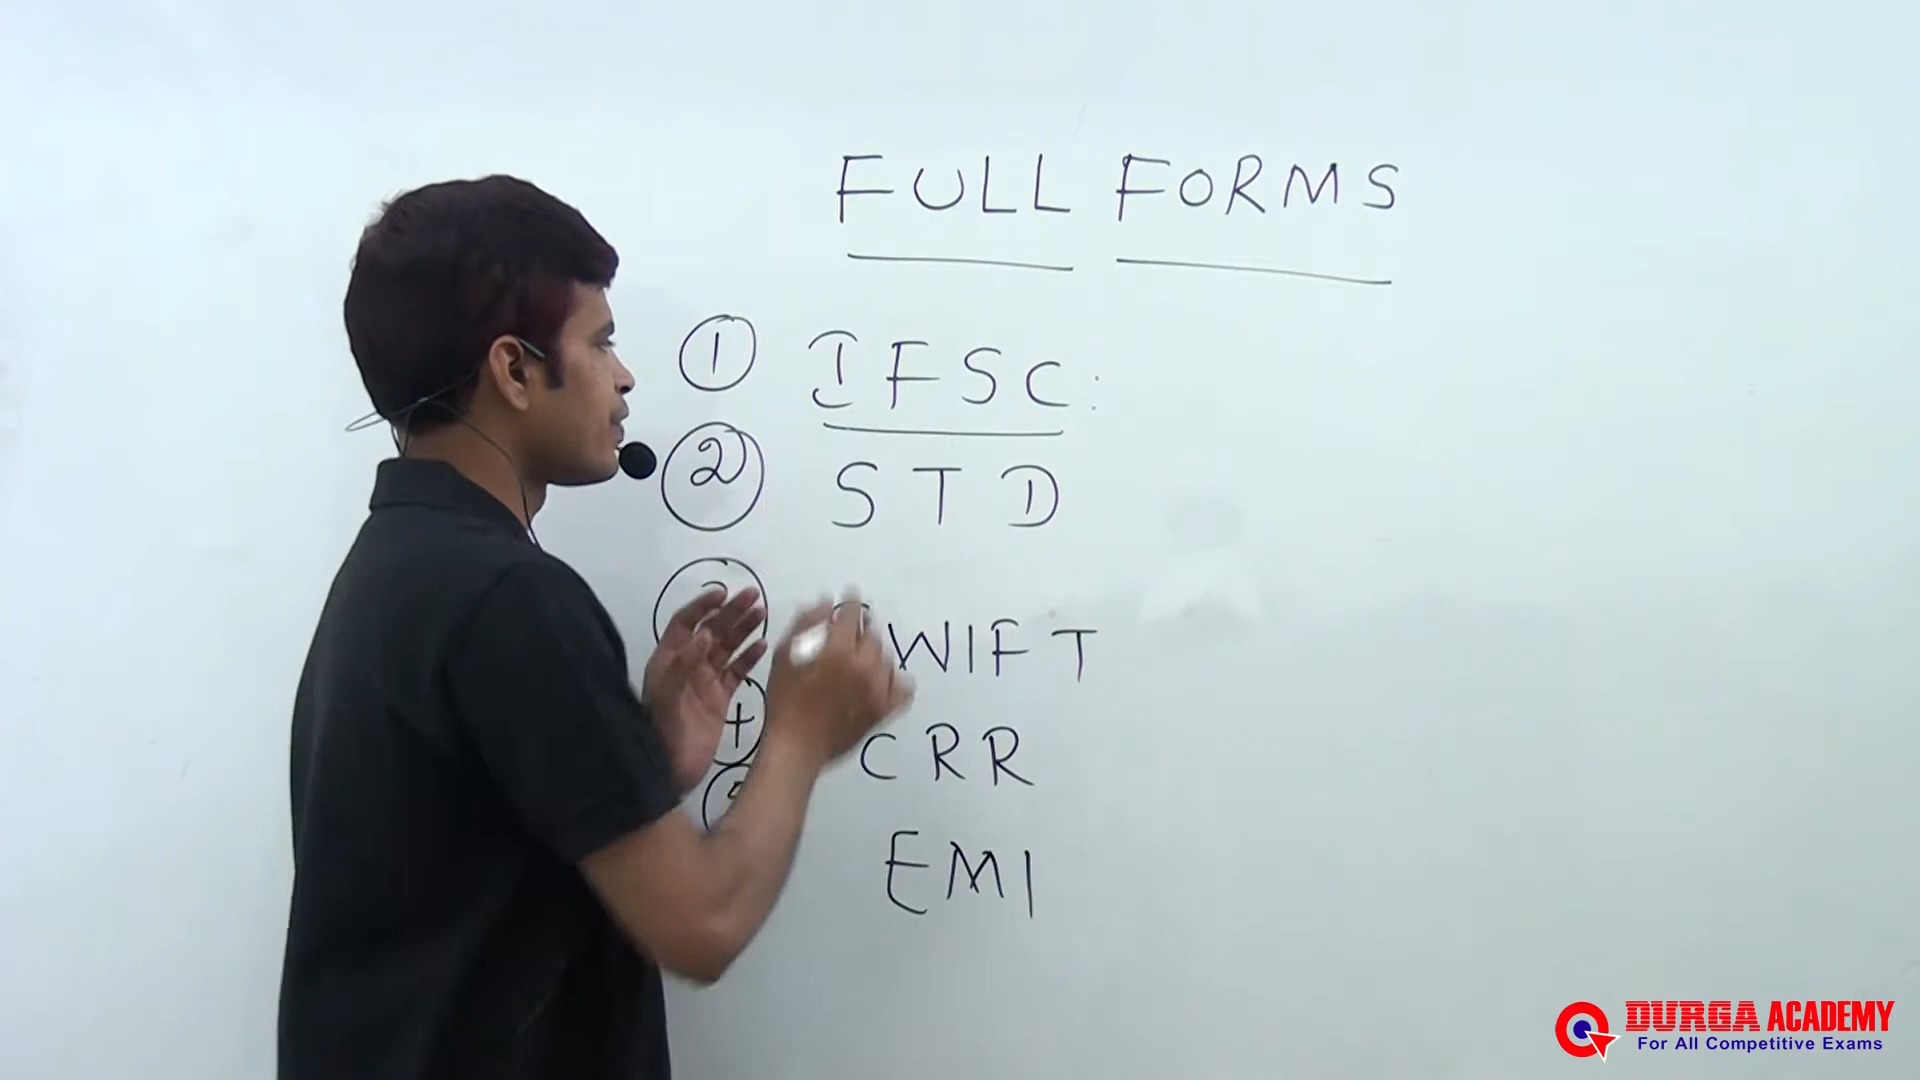 FULL FORMS
① IFSC:
② STD
WIFT
CRR
EMI
DURGA ACADEMY
For All Competitive Exams